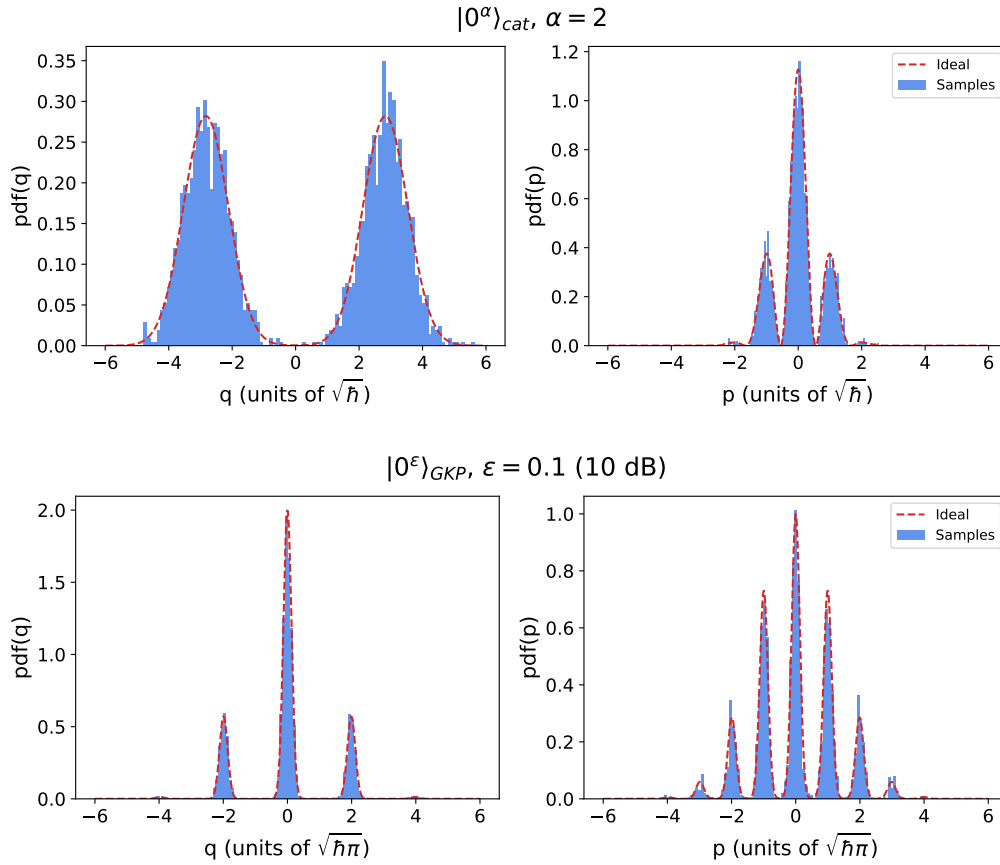 |0^α⟩_cat, α = 2
0.35
0.30
0.25
0.20
0.15
0.10
0.05
0.00
pdf(q)
−6 −4 −2 0 2 4 6
q (units of √ħ)
1.2
1.0
0.8
0.6
0.4
0.2
0.0
pdf(p)
Ideal
Samples
−6 −4 −2 0 2 4 6
p (units of √ħ)
|0^ε⟩_GKP, ε = 0.1 (10 dB)
2.0
1.5
1.0
0.5
0.0
pdf(q)
−6 −4 −2 0 2 4 6
q (units of √ħπ)
1.0
0.8
0.6
0.4
0.2
0.0
pdf(p)
Ideal
Samples
−6 −4 −2 0 2 4 6
p (units of √ħπ)